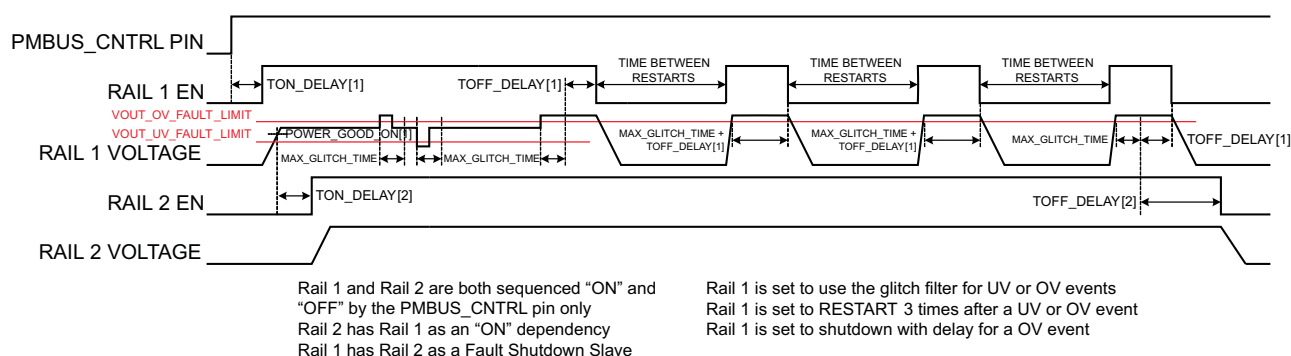 PMBUS_CNTRL PIN
TON_DELAY[1]
TOFF_DELAY[1]
TIME BETWEEN
RESTARTS
TIME BETWEEN
RESTARTS
TIME BETWEEN
RESTARTS
RAIL 1 EN
VOUT_OV_FAULT_LIMIT
VOUT_UV_FAULT_LIMIT
POWER_GOOD_ON[1]
RAIL 1 VOLTAGE
MAX_GLITCH_TIME
MAX_GLITCH_TIME
MAX_GLITCH_TIME +
TOFF_DELAY[1]
MAX_GLITCH_TIME +
TOFF_DELAY[1]
MAX_GLITCH_TIME
TOFF_DELAY[1]
RAIL 2 EN
TON_DELAY[2]
TOFF_DELAY[2]
RAIL 2 VOLTAGE
Rail 1 and Rail 2 are both sequenced “ON” and
“OFF” by the PMBUS_CNTRL pin only
Rail 2 has Rail 1 as an “ON” dependency
Rail 1 has Rail 2 as a Fault Shutdown Slave
Rail 1 is set to use the glitch filter for UV or OV events
Rail 1 is set to RESTART 3 times after a UV or OV event
Rail 1 is set to shutdown with delay for a OV event